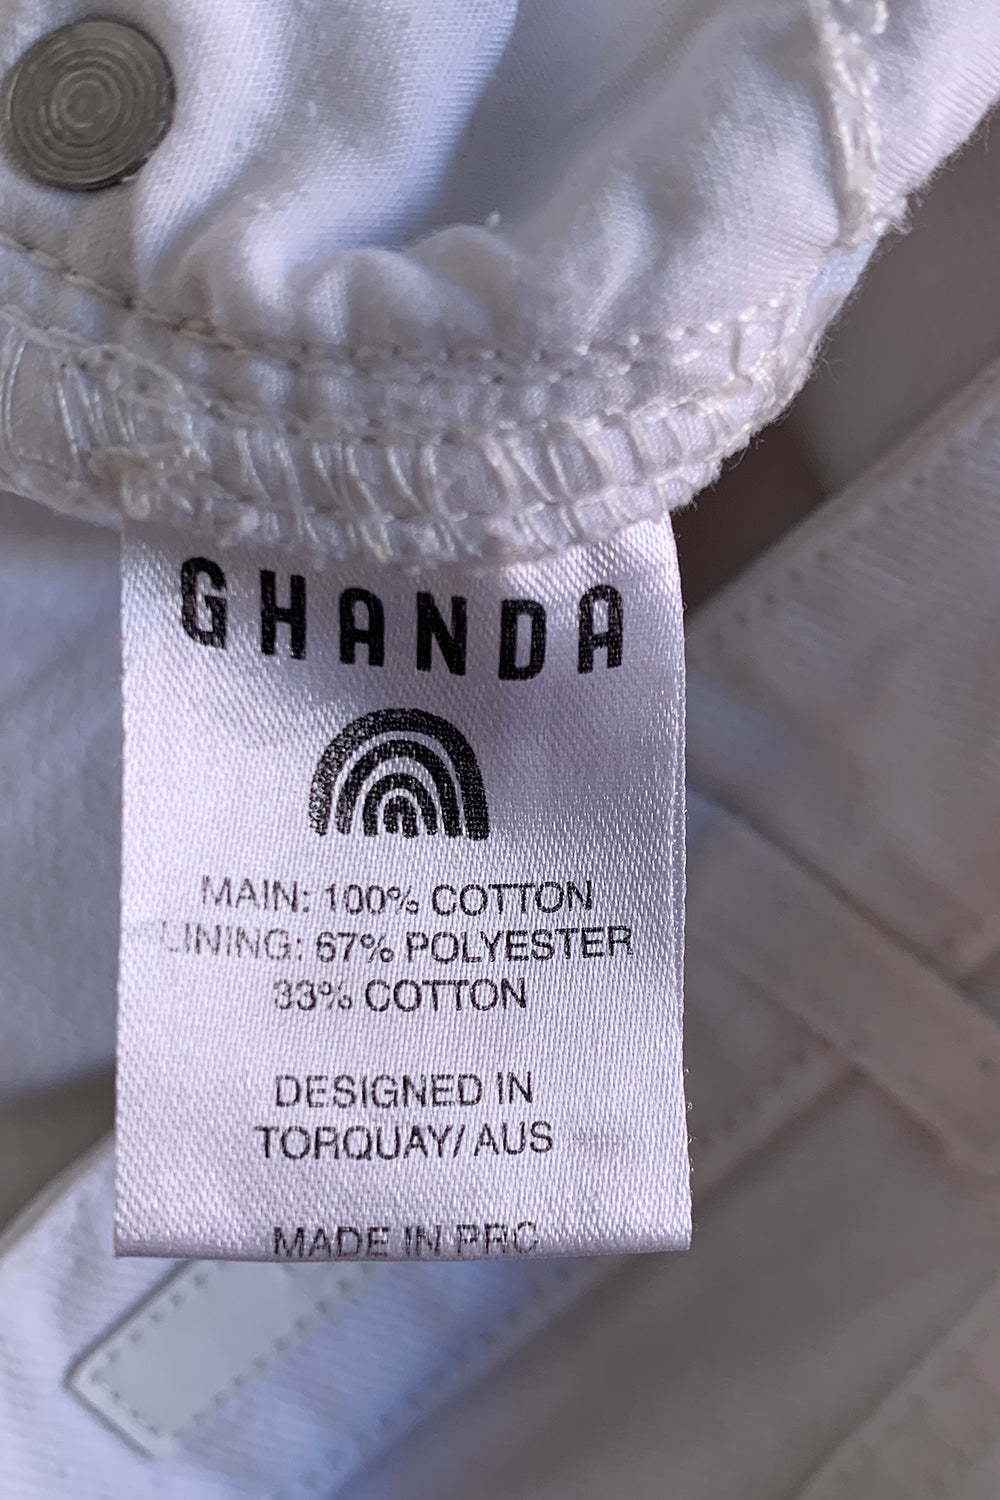 GHANDA
MAIN: 100% COTTON
LINING: 67% POLYESTER
33% COTTON
DESIGNED IN
TORQUAY/AUS
MADE IN PRC